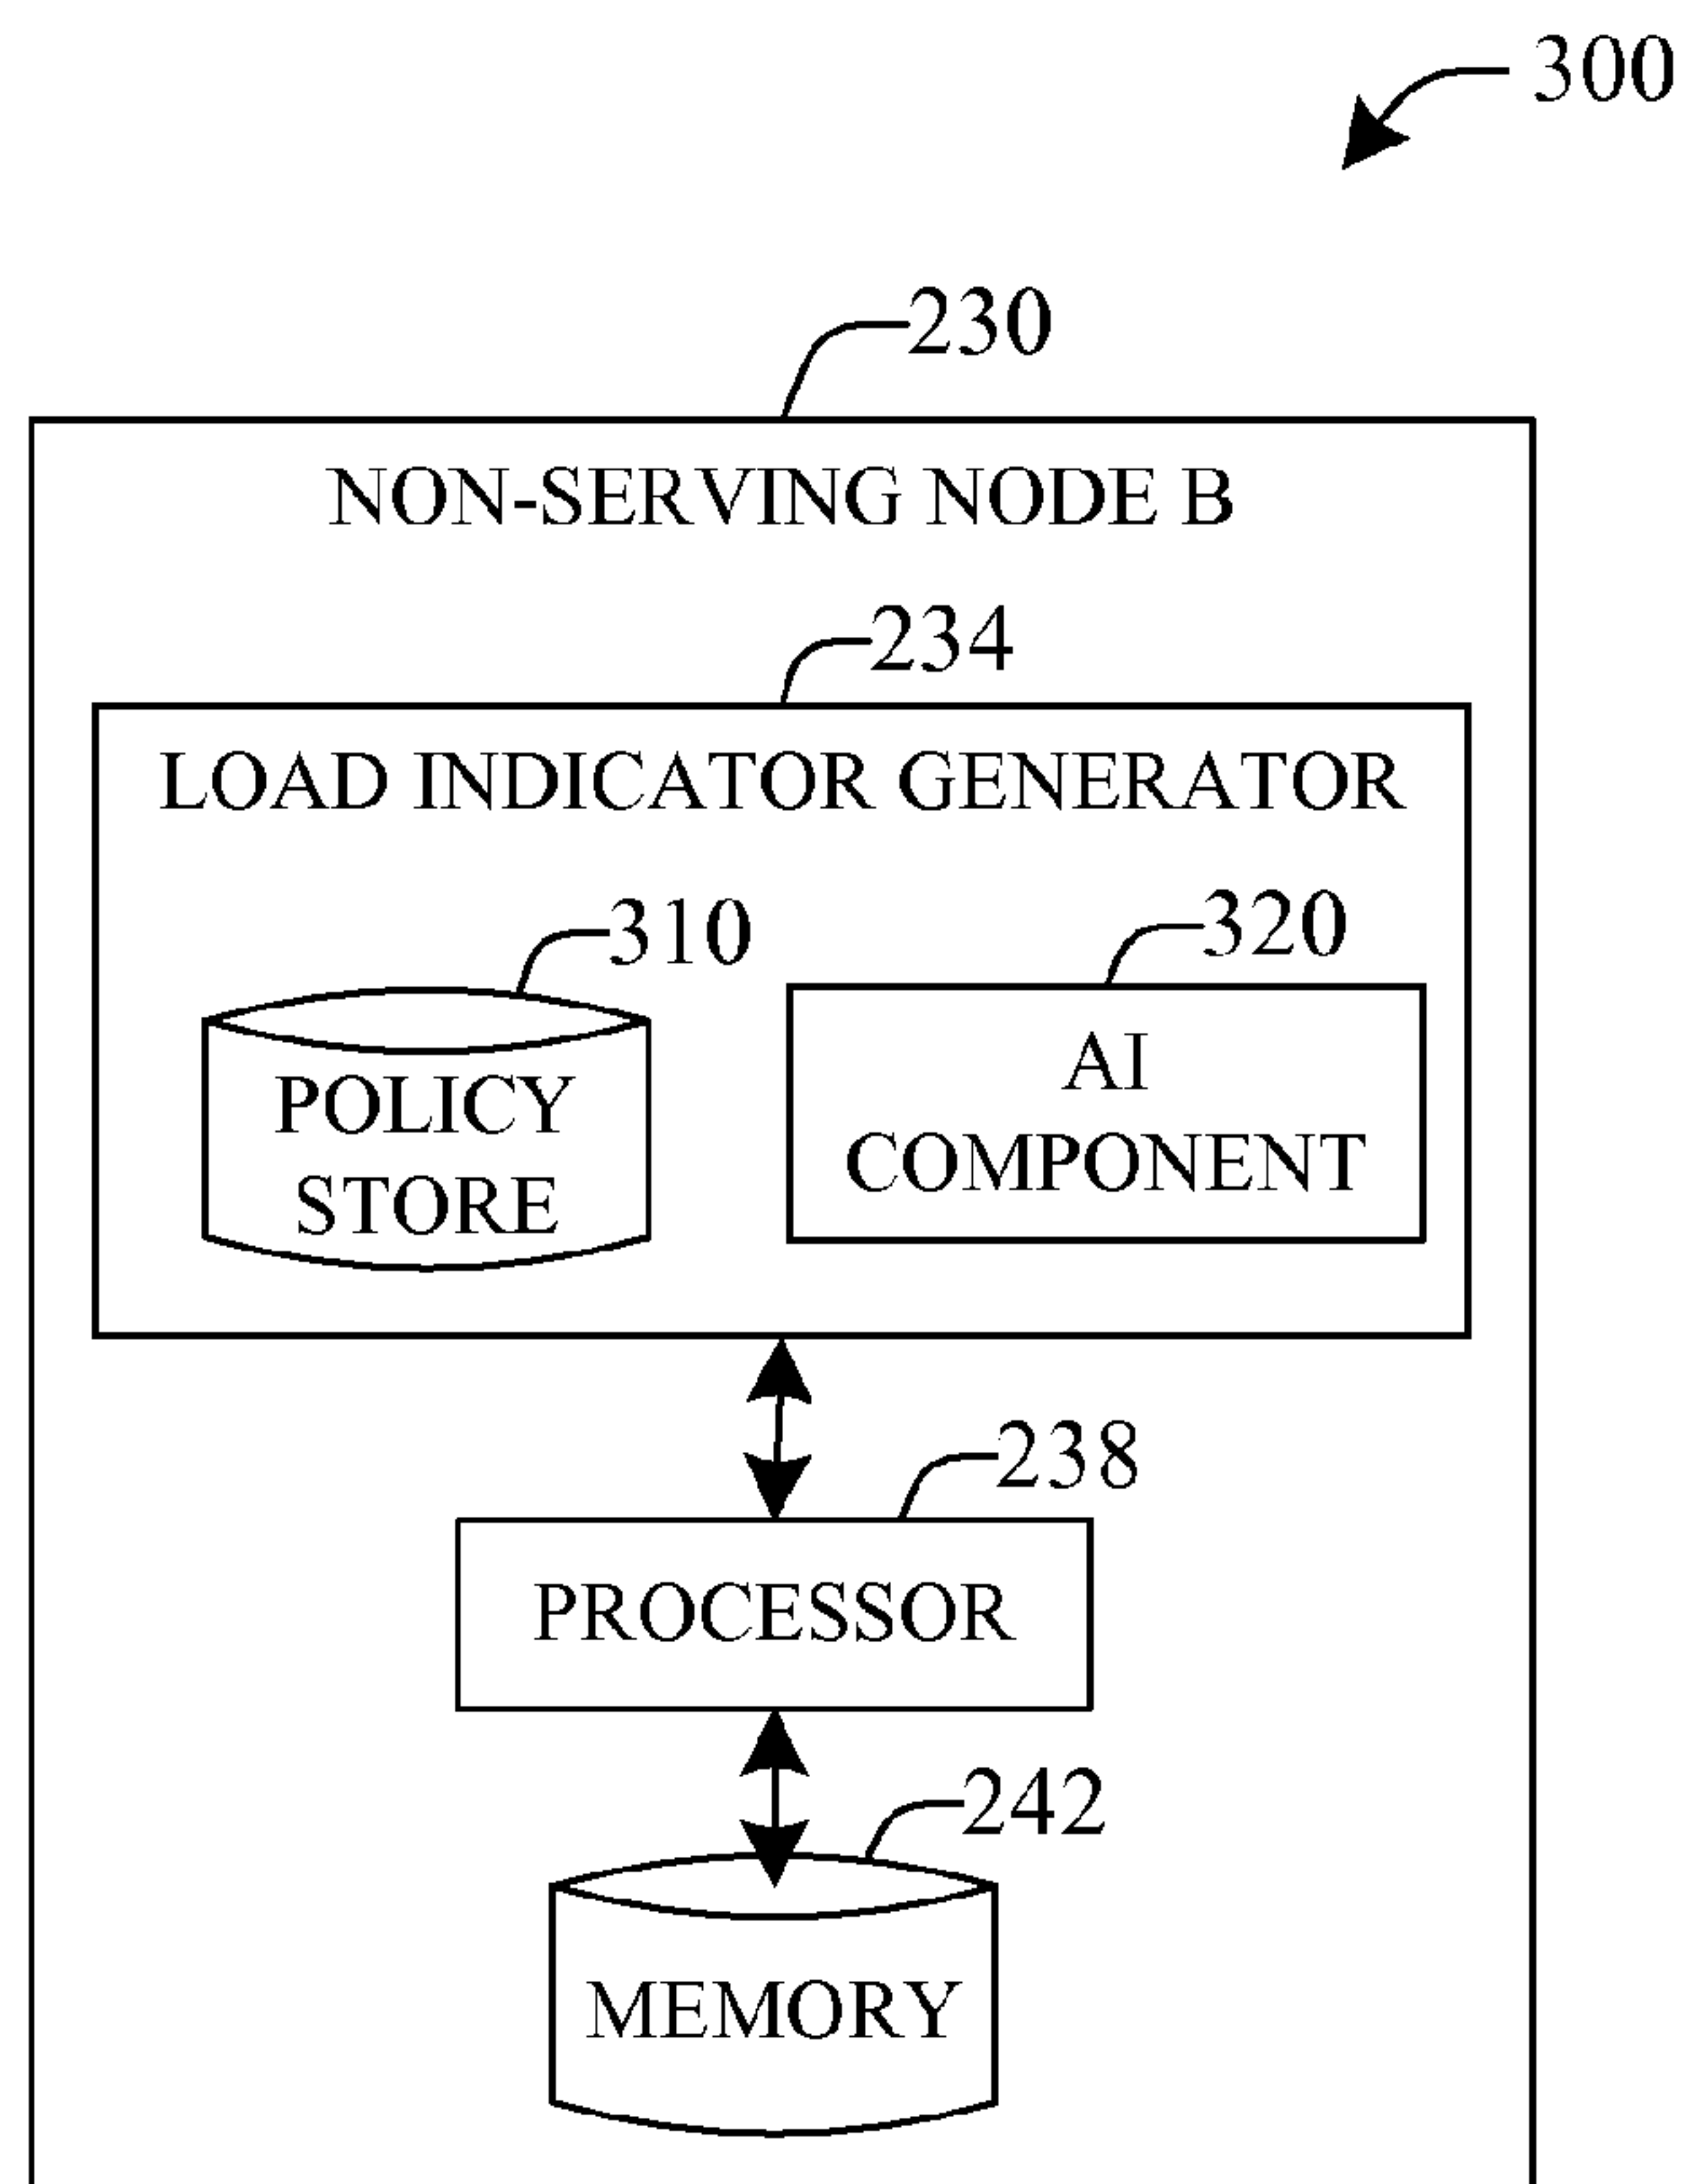 300
230
NON-SERVING NODE B
234
LOAD INDICATOR GENERATOR
310
320
POLICY
STORE
AI
COMPONENT
238
PROCESSOR
242
MEMORY